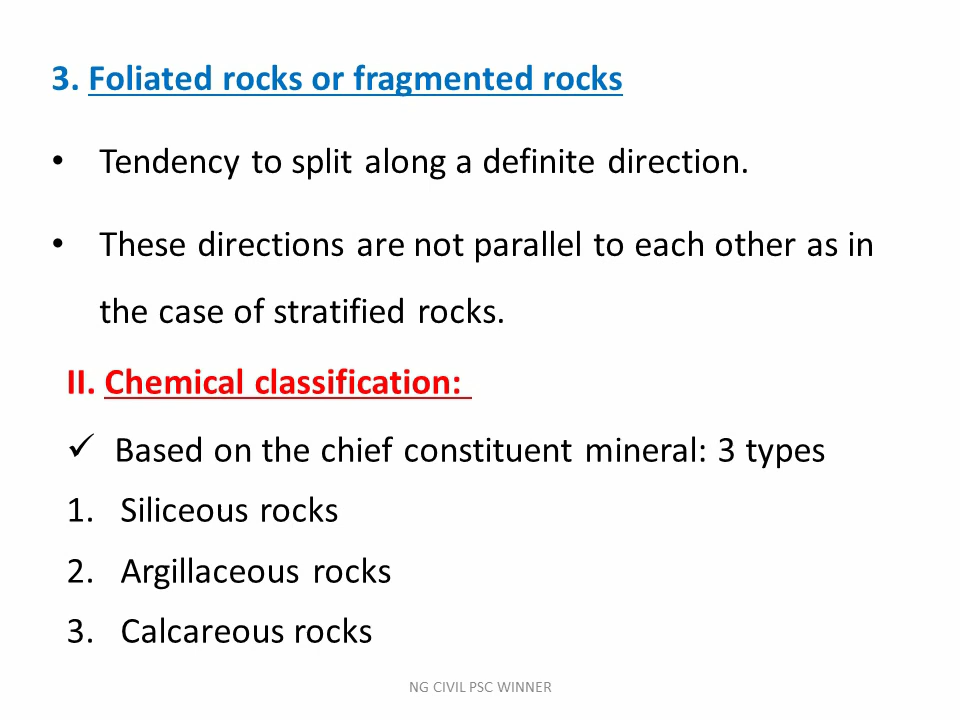 3. Foliated rocks or fragmented rocks
• Tendency to split along a definite direction.
• These directions are not parallel to each other as in
the case of stratified rocks.
II. Chemical classification:
✓ Based on the chief constituent mineral: 3 types
1. Siliceous rocks
2. Argillaceous rocks
3. Calcareous rocks
NG CIVIL PSC WINNER